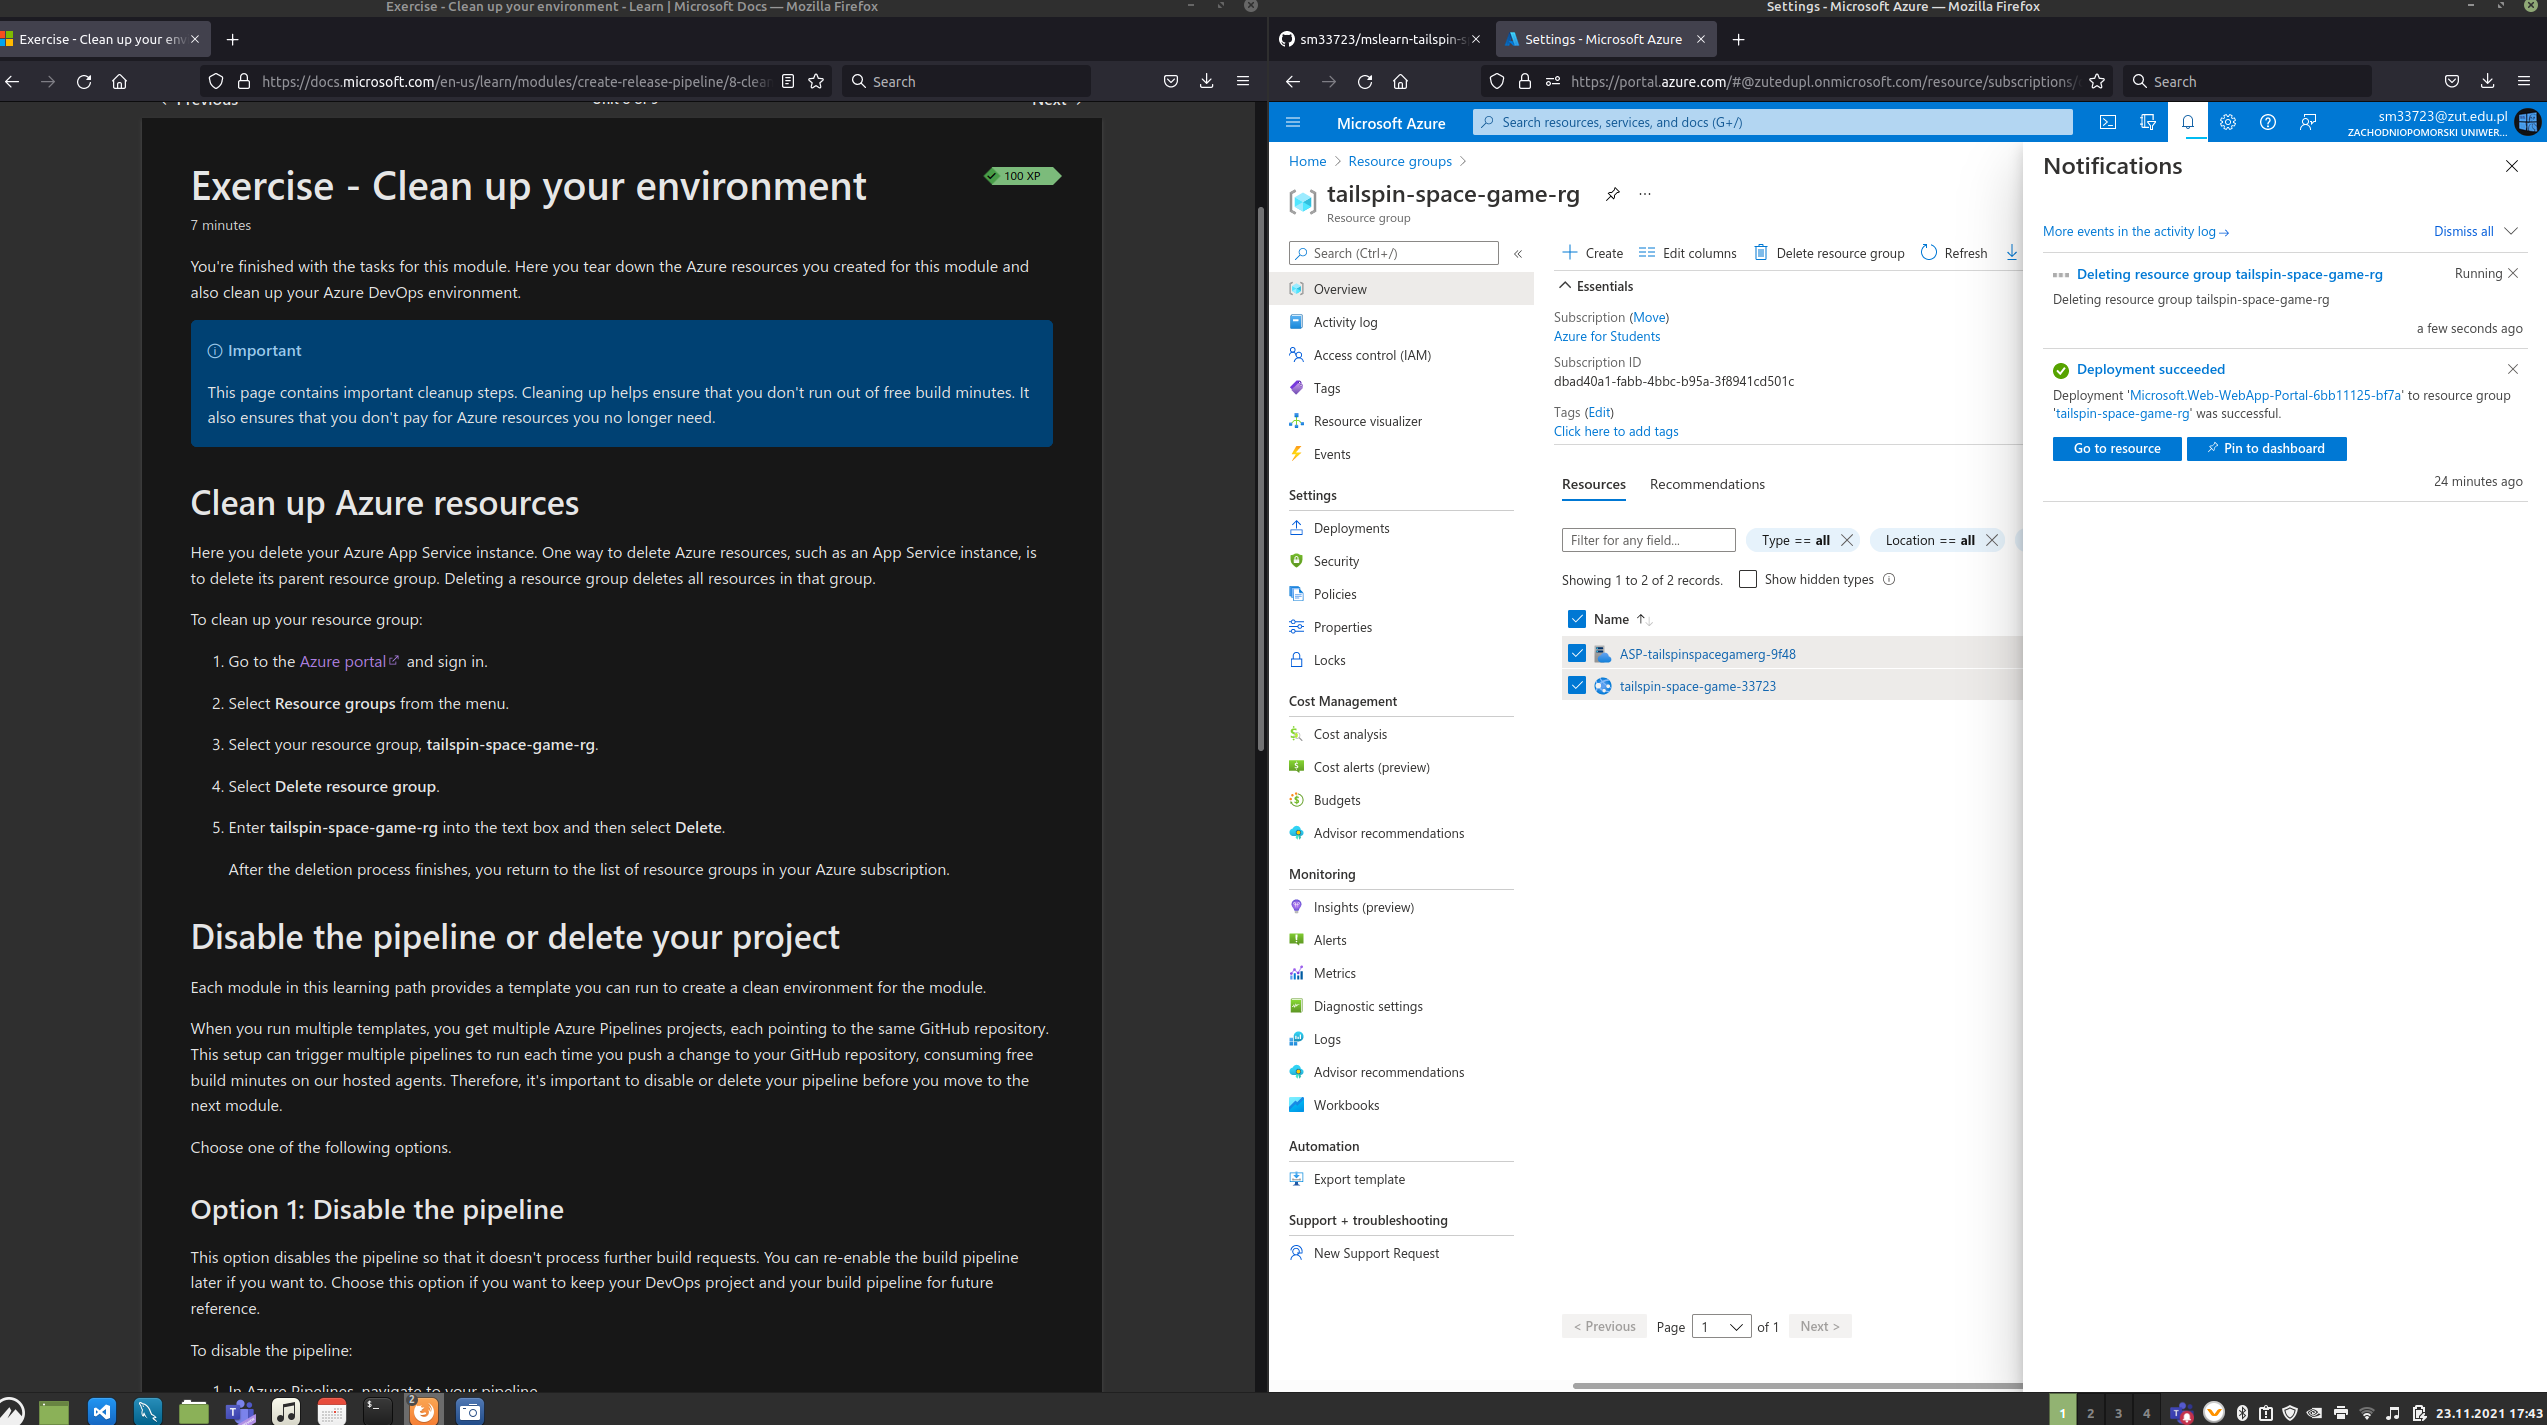 Exercise - Clean up your environment - Learn | Microsoft Docs — Mozilla Firefox
Exercise - Clean up your env
https://docs.microsoft.com/en-us/learn/modules/create-release-pipeline/8-clean
Search
Exercise - Clean up your environment
100 XP
7 minutes
You're finished with the tasks for this module. Here you tear down the Azure resources you created for this module and
also clean up your Azure DevOps environment.
Important
This page contains important cleanup steps. Cleaning up helps ensure that you don't run out of free build minutes. It
also ensures that you don't pay for Azure resources you no longer need.
Clean up Azure resources
Here you delete your Azure App Service instance. One way to delete Azure resources, such as an App Service instance, is
to delete its parent resource group. Deleting a resource group deletes all resources in that group.
To clean up your resource group:
1. Go to the Azure portal and sign in.
2. Select Resource groups from the menu.
3. Select your resource group, tailspin-space-game-rg.
4. Select Delete resource group.
5. Enter tailspin-space-game-rg into the text box and then select Delete.
After the deletion process finishes, you return to the list of resource groups in your Azure subscription.
Disable the pipeline or delete your project
Each module in this learning path provides a template you can run to create a clean environment for the module.
When you run multiple templates, you get multiple Azure Pipelines projects, each pointing to the same GitHub repository.
This setup can trigger multiple pipelines to run each time you push a change to your GitHub repository, consuming free
build minutes on our hosted agents. Therefore, it's important to disable or delete your pipeline before you move to the
next module.
Choose one of the following options.
Option 1: Disable the pipeline
This option disables the pipeline so that it doesn't process further build requests. You can re-enable the build pipeline
later if you want to. Choose this option if you want to keep your DevOps project and your build pipeline for future
reference.
To disable the pipeline:
1. In Azure Pipelines, navigate to your pipeline.
Settings - Microsoft Azure — Mozilla Firefox
sm33723/mslearn-tailspin-s
Settings - Microsoft Azure
https://portal.azure.com/#@zutedupl.onmicrosoft.com/resource/subscriptions/
Search
Microsoft Azure
Search resources, services, and docs (G+/)
sm33723@zut.edu.pl
ZACHODNIOPOMORSKI UNIWER...
Home > Resource groups >
tailspin-space-game-rg
...
Resource group
Search (Ctrl+/)
«
Overview
Activity log
Access control (IAM)
Tags
Resource visualizer
Events
Settings
Deployments
Security
Policies
Properties
Locks
Cost Management
Cost analysis
Cost alerts (preview)
Budgets
Advisor recommendations
Monitoring
Insights (preview)
Alerts
Metrics
Diagnostic settings
Logs
Advisor recommendations
Workbooks
Automation
Export template
Support + troubleshooting
New Support Request
Create
Edit columns
Delete resource group
Refresh
Essentials
Subscription (Move)
Azure for Students
Subscription ID
dbad40a1-fabb-4bbc-b95a-3f8941cd501c
Tags (Edit)
Click here to add tags
Resources
Recommendations
Filter for any field...
Type == all
Location == all
Showing 1 to 2 of 2 records.
Show hidden types
Name
ASP-tailspinspacegamerg-9f48
tailspin-space-game-33723
< Previous
Page
1
of 1
Next >
Notifications
More events in the activity log →
Dismiss all
Deleting resource group tailspin-space-game-rg
Running
Deleting resource group tailspin-space-game-rg
a few seconds ago
Deployment succeeded
Deployment 'Microsoft.Web-WebApp-Portal-6bb11125-bf7a' to resource group
'tailspin-space-game-rg' was successful.
Go to resource
Pin to dashboard
24 minutes ago
2
1
2
3
4
23.11.2021 17:43